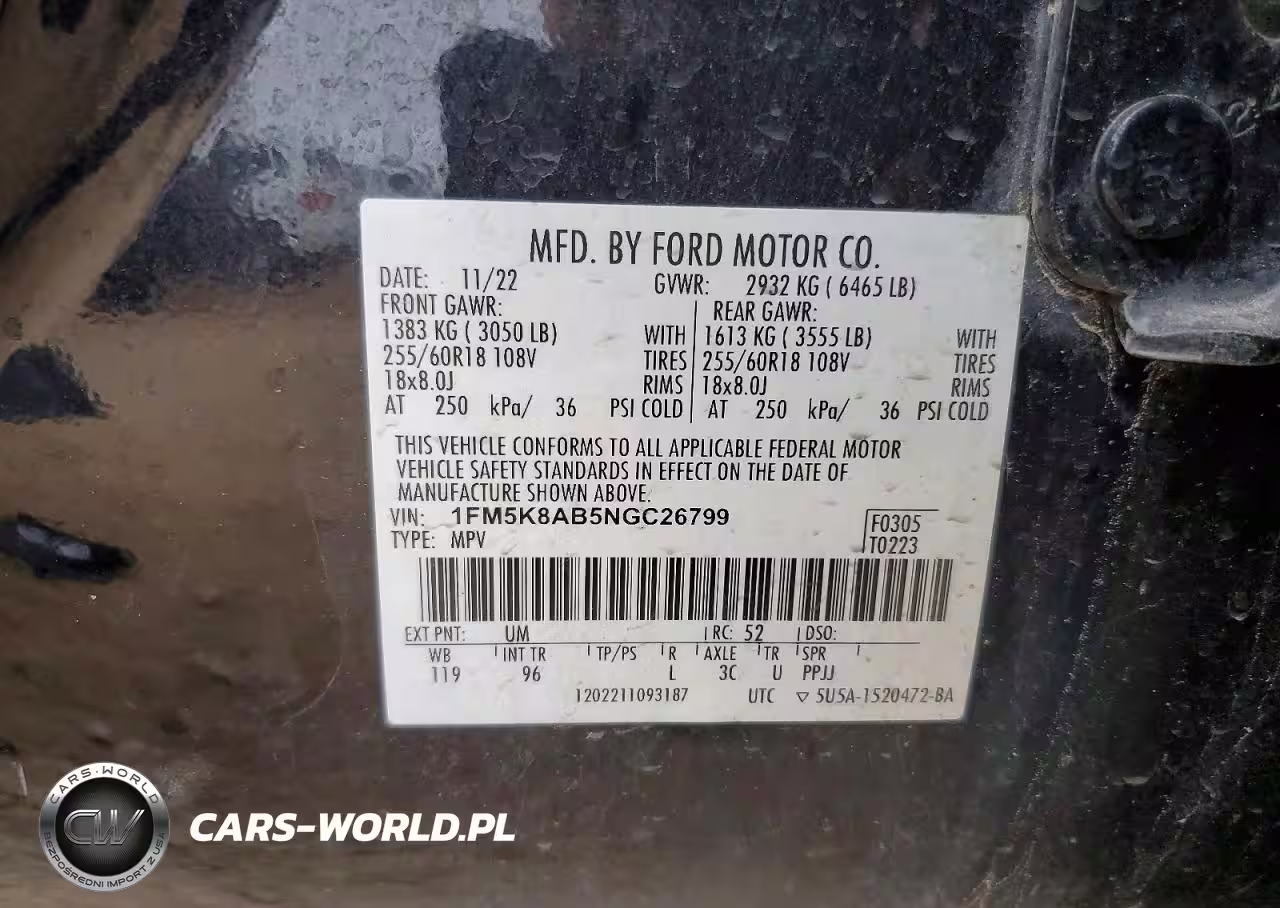 MFD. BY FORD MOTOR CO.
DATE: 11/22 GVWR: 2932 KG ( 6465 LB)
FRONT GAWR: REAR GAWR:
1383 KG ( 3050 LB) WITH 1613 KG ( 3555 LB) WITH
255/60R18 108V TIRES 255/60R18 108V TIRES
18x8.0J RIMS 18x8.0J RIMS
AT 250 kPa/ 36 PSI COLD AT 250 kPa/ 36 PSI COLD
THIS VEHICLE CONFORMS TO ALL APPLICABLE FEDERAL MOTOR
VEHICLE SAFETY STANDARDS IN EFFECT ON THE DATE OF
MANUFACTURE SHOWN ABOVE.
VIN: 1FM5K8AB5NGC26799 F0305
TYPE: MPV T0223
EXT PNT: UM RC: 52 DSO:
WB INT TR TP/PS R AXLE TR SPR
119 96 L 3C U PPJJ
1202211093187 UTC ▽ 5U5A-1520472-BA
CARS-WORLD
CW
BEZPOŚREDNI IMPORT Z USA
CARS-WORLD.PL